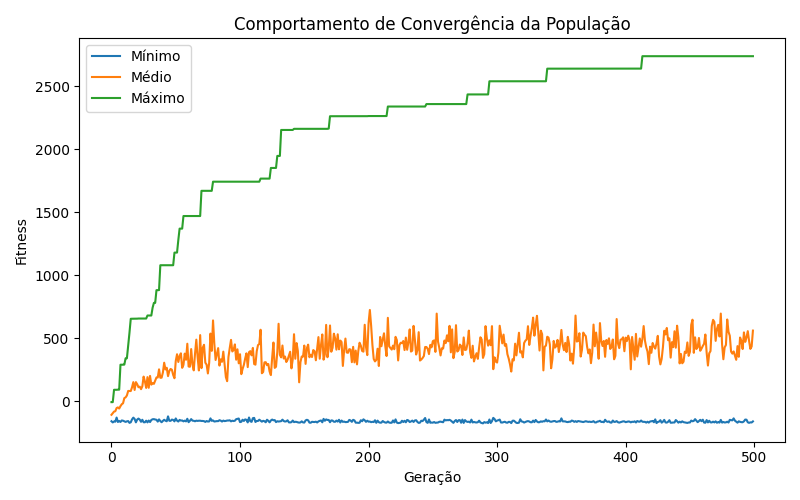 Comportamento de Convergência da População
Mínimo
Médio
Máximo
Fitness
2500
2000
1500
1000
500
0
0
100
200
300
400
500
Geração